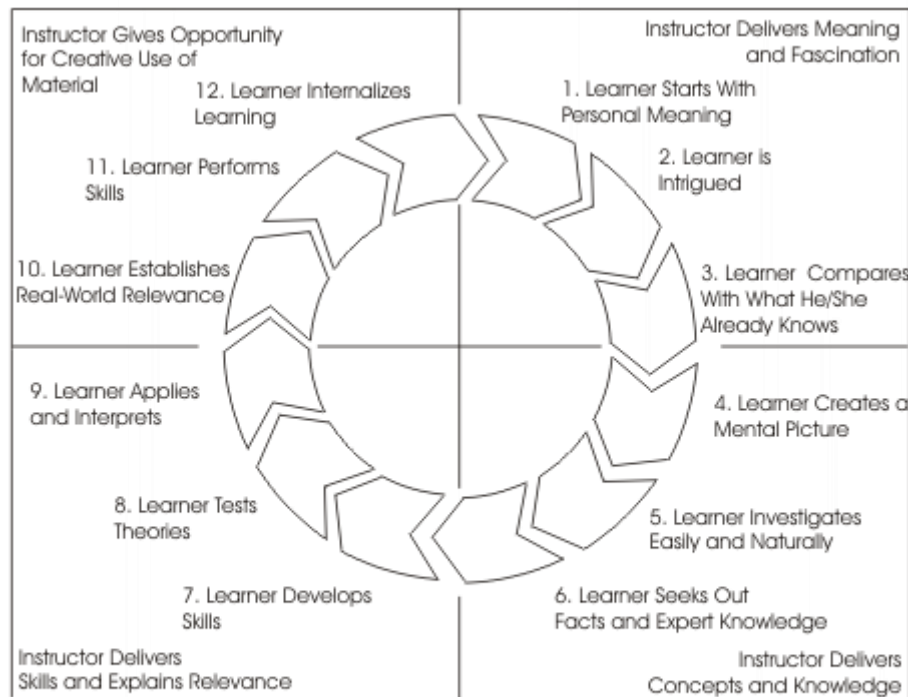 Instructor Gives Opportunity
for Creative Use of
Material
Instructor Delivers Meaning
and Fascination
12. Learner Internalizes
Learning
1. Learner Starts With
Personal Meaning
11. Learner Performs
Skills
2. Learner is
Intrigued
10. Learner Establishes
Real-World Relevance
3. Learner Compares
With What He/She
Already Knows
9. Learner Applies
and Interprets
4. Learner Creates a
Mental Picture
8. Learner Tests
Theories
5. Learner Investigates
Easily and Naturally
7. Learner Develops
Skills
6. Learner Seeks Out
Facts and Expert Knowledge
Instructor Delivers
Skills and Explains Relevance
Instructor Delivers
Concepts and Knowledge